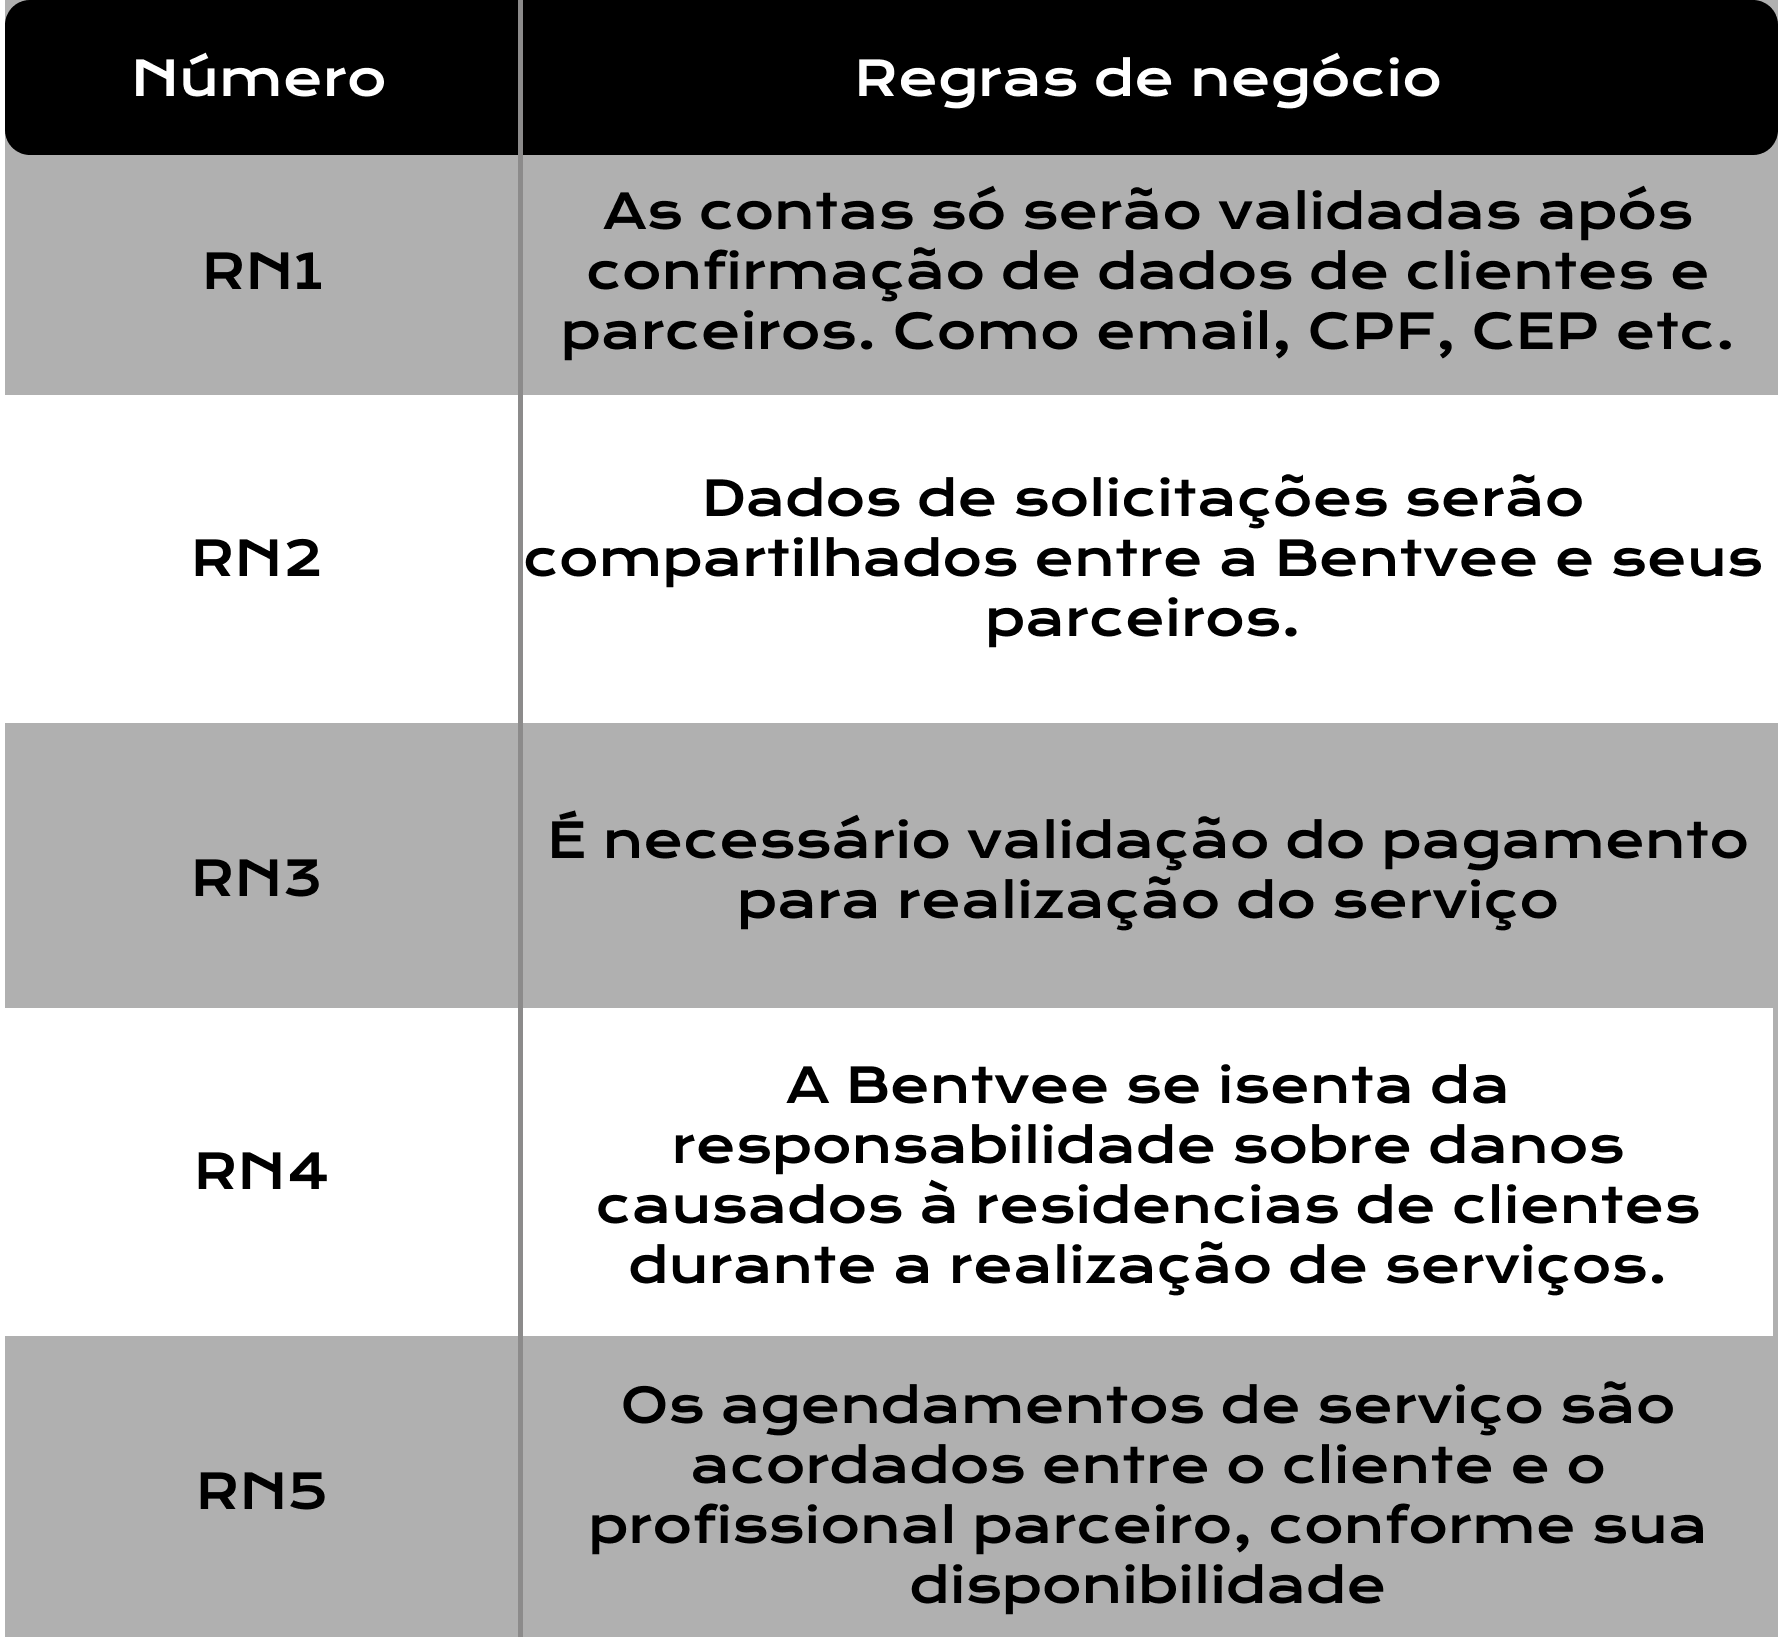 Número
Regras de negócio
RN1
As contas só serão validadas após
confirmação de dados de clientes e
parceiros. Como email, CPF, CEP etc.
RN2
Dados de solicitações serão
compartilhados entre a Bentvee e seus
parceiros.
RN3
É necessário validação do pagamento
para realização do serviço
RN4
A Bentvee se isenta da
responsabilidade sobre danos
causados à residencias de clientes
durante a realização de serviços.
RN5
Os agendamentos de serviço são
acordados entre o cliente e o
profissional parceiro, conforme sua
disponibilidade